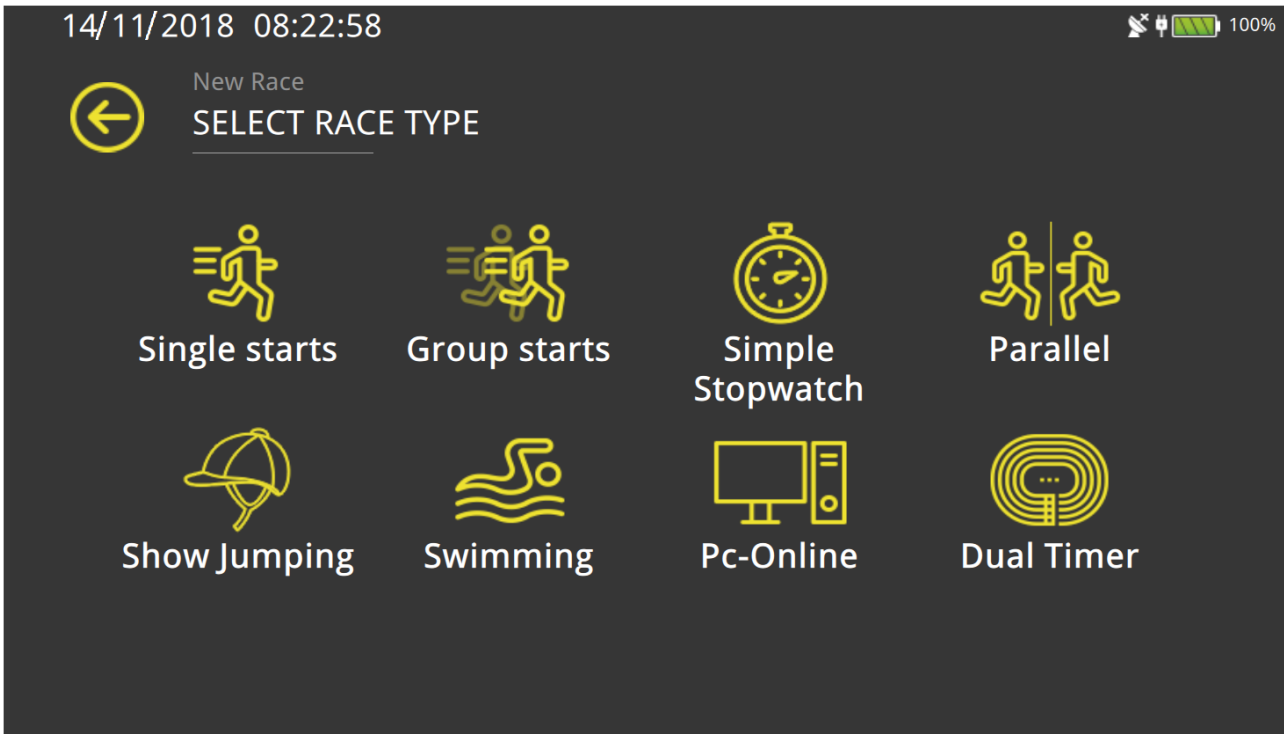 14/11/2018 08:22:58
100%
New Race
SELECT RACE TYPE
Single starts
Group starts
Simple
Stopwatch
Parallel
Show Jumping
Swimming
Pc-Online
Dual Timer